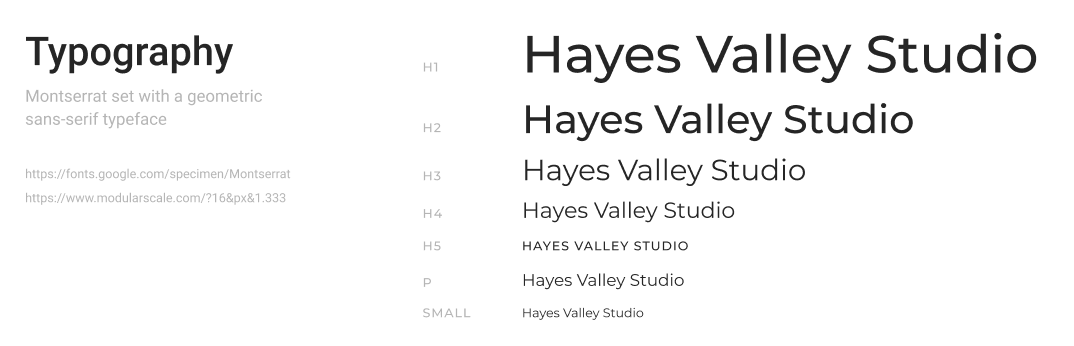 Typography
Montserrat set with a geometric
sans-serif typeface
https://fonts.google.com/specimen/Montserrat
https://www.modularscale.com/?16&px&1.333
H1 Hayes Valley Studio
H2 Hayes Valley Studio
H3 Hayes Valley Studio
H4 Hayes Valley Studio
H5 HAYES VALLEY STUDIO
P Hayes Valley Studio
SMALL Hayes Valley Studio